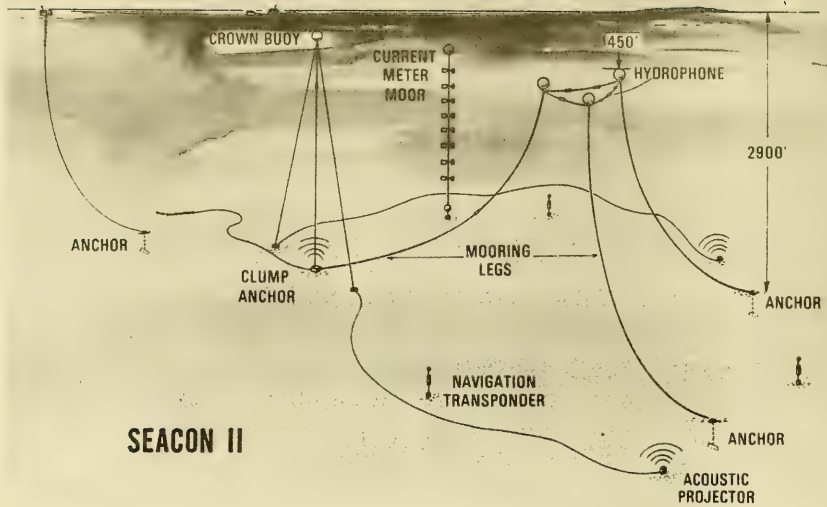 CROWN BUOY
CURRENT
METER
MOOR
1450'
HYDROPHONE
2900'
ANCHOR
CLUMP
ANCHOR
MOORING
LEGS
ANCHOR
NAVIGATION
TRANSPONDER
SEACON II
ANCHOR
ACOUSTIC
PROJECTOR